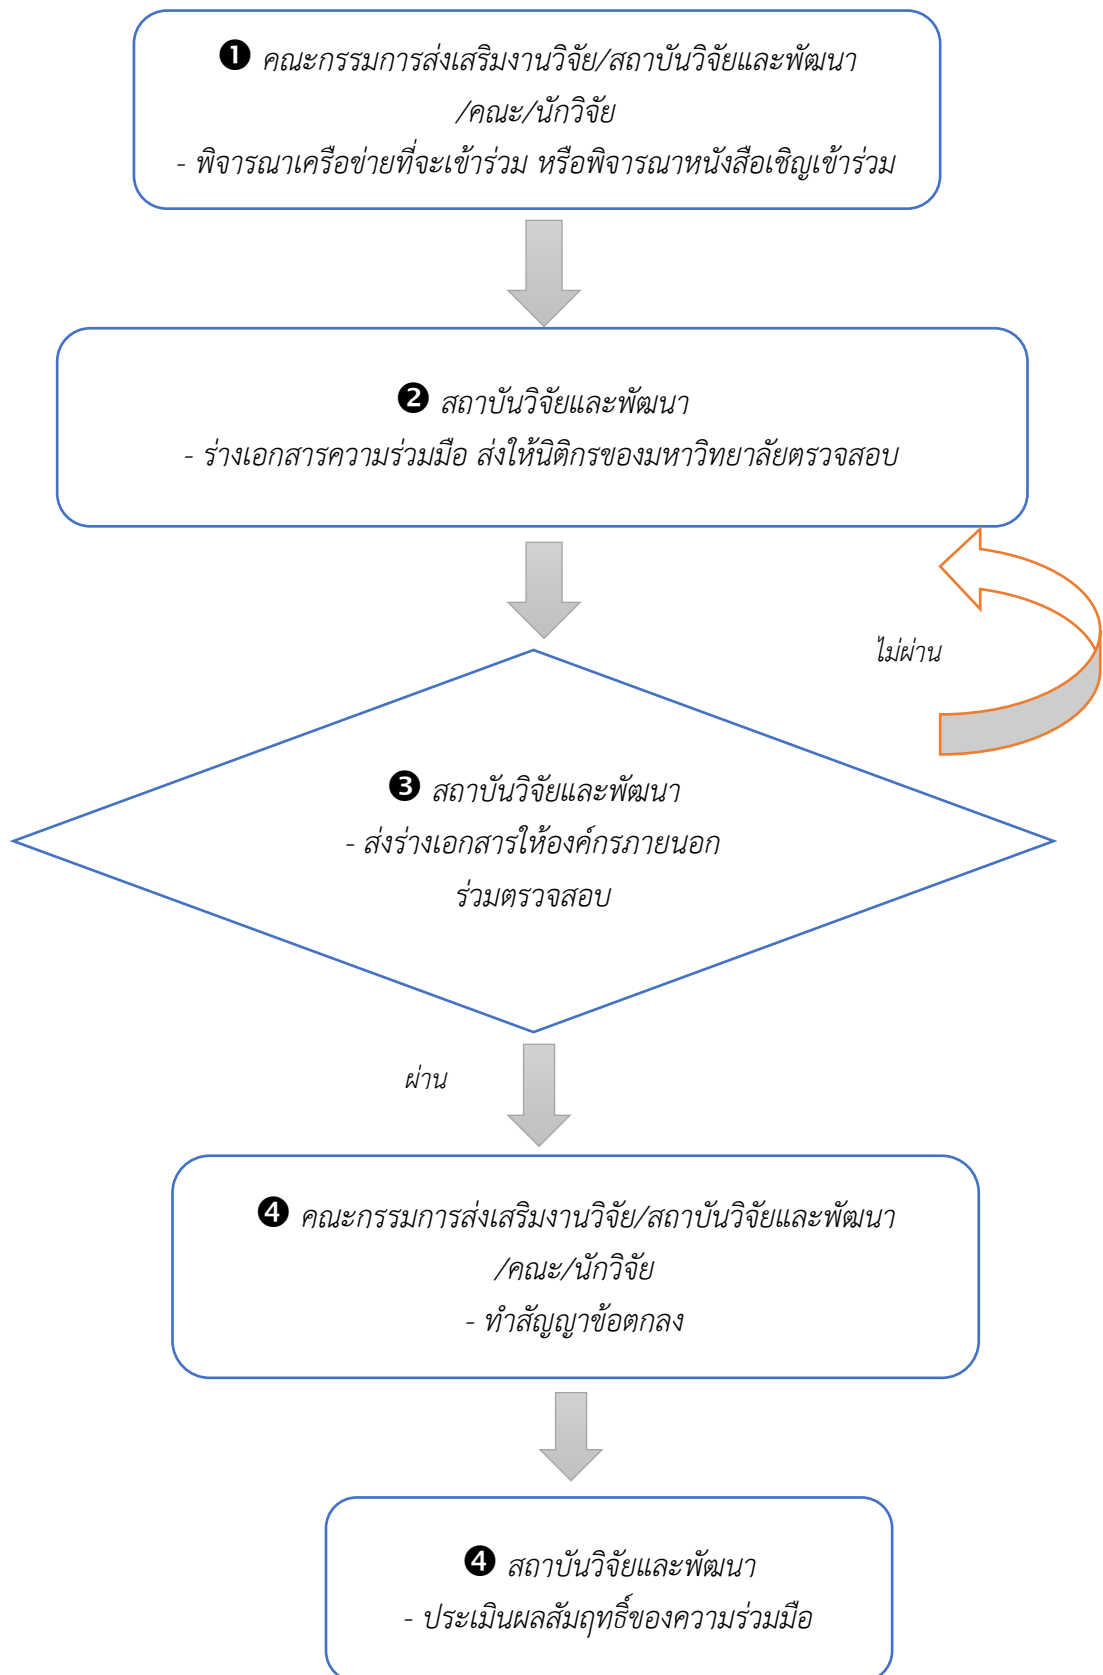 ❶ คณะกรรมการส่งเสริมงานวิจัย/สถาบันวิจัยและพัฒนา
/คณะ/นักวิจัย
- พิจารณาเครือข่ายที่จะเข้าร่วม หรือพิจารณาหนังสือเชิญเข้าร่วม
❷ สถาบันวิจัยและพัฒนา
- ร่างเอกสารความร่วมมือ ส่งให้นิติกรของมหาวิทยาลัยตรวจสอบ
ไม่ผ่าน
❸ สถาบันวิจัยและพัฒนา
- ส่งร่างเอกสารให้องค์กรภายนอก
ร่วมตรวจสอบ
ผ่าน
❹ คณะกรรมการส่งเสริมงานวิจัย/สถาบันวิจัยและพัฒนา
/คณะ/นักวิจัย
- ทำสัญญาข้อตกลง
❹ สถาบันวิจัยและพัฒนา
- ประเมินผลสัมฤทธิ์ของความร่วมมือ